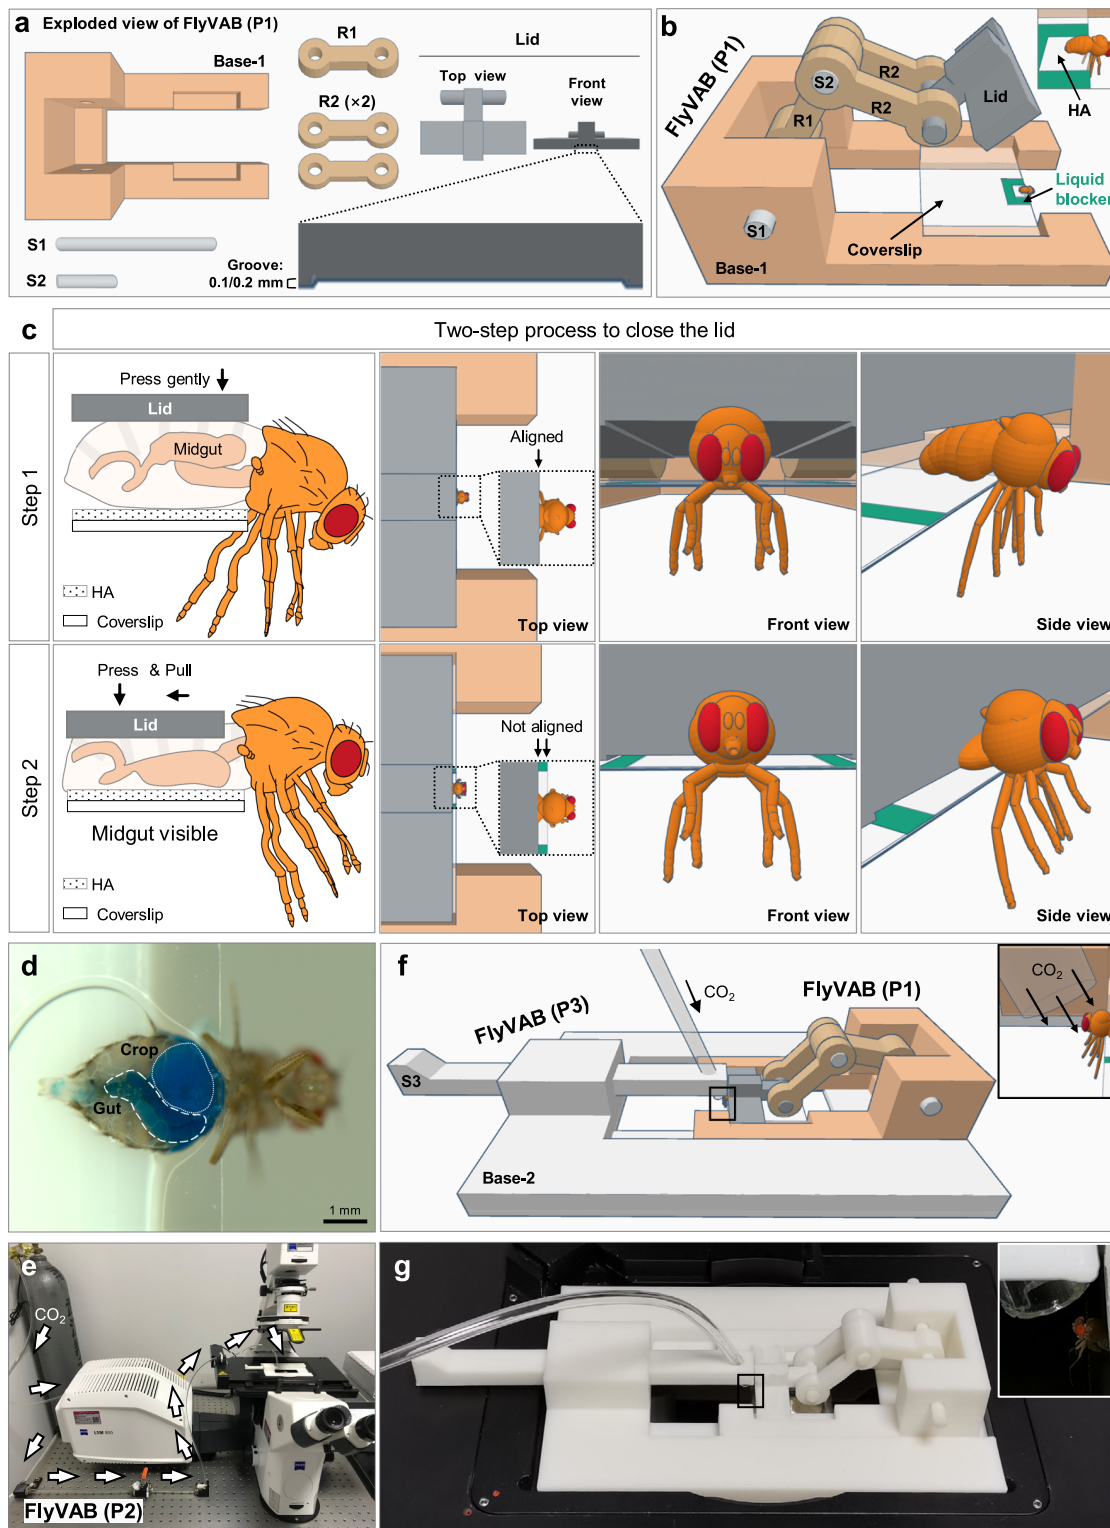 a Exploded view of FlyVAB (P1)
Base-1
R1
R2 (×2)
Lid
Top view
Front
view
S1
S2
Groove:
0.1/0.2 mm
b
FlyVAB (P1)
S2
R2
R2
R1
Lid
HA
Liquid
blocker
Coverslip
S1
Base-1
c
Two-step process to close the lid
Step 1
Press gently
Lid
Midgut
HA
Coverslip
Aligned
Top view
Front view
Side view
Step 2
Press & Pull
Lid
Midgut visible
HA
Coverslip
Not aligned
Top view
Front view
Side view
d
Crop
Gut
1 mm
f
FlyVAB (P3)
CO2
FlyVAB (P1)
S3
Base-2
CO2
e
CO2
FlyVAB (P2)
g